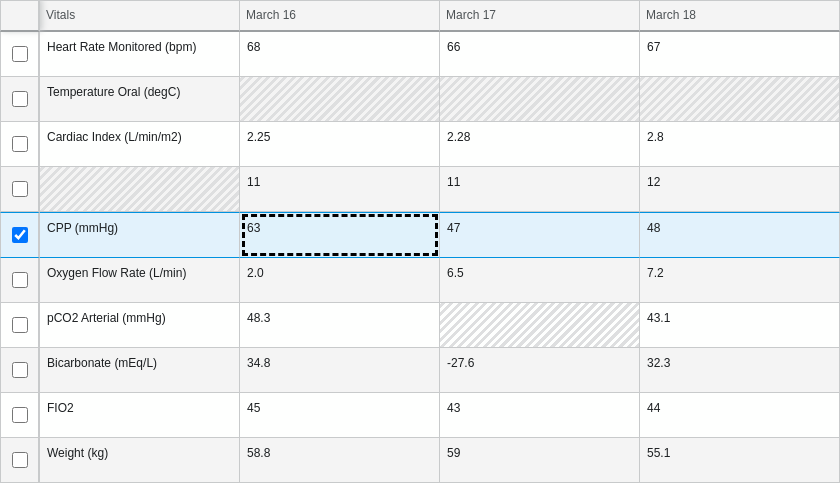 Vitals March 16 March 17 March 18
Heart Rate Monitored (bpm) 68 66 67
Temperature Oral (degC)
Cardiac Index (L/min/m2) 2.25 2.28 2.8
11 11 12
CPP (mmHg) 63 47 48
Oxygen Flow Rate (L/min) 2.0 6.5 7.2
pCO2 Arterial (mmHg) 48.3 43.1
Bicarbonate (mEq/L) 34.8 -27.6 32.3
FIO2 45 43 44
Weight (kg) 58.8 59 55.1